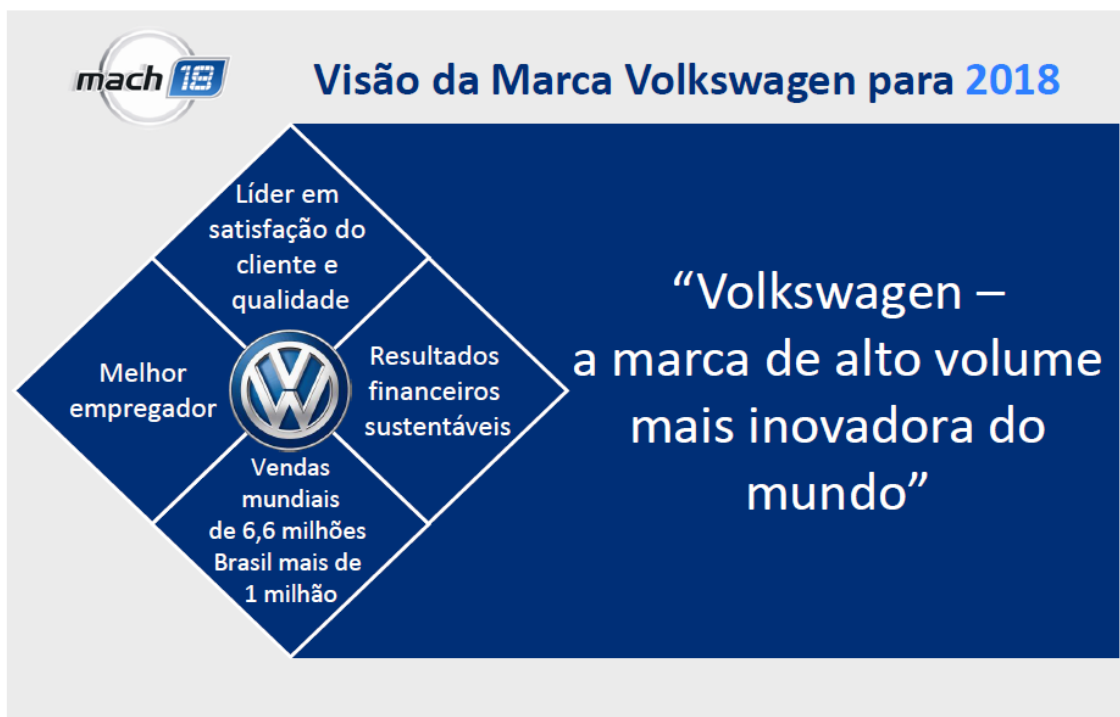 mach 18
Visão da Marca Volkswagen para 2018
Líder em
satisfação do
cliente e
qualidade
Melhor
empregador
Resultados
financeiros
sustentáveis
Vendas
mundiais
de 6,6 milhões
Brasil mais de
1 milhão
“Volkswagen –
a marca de alto volume
mais inovadora do
mundo”